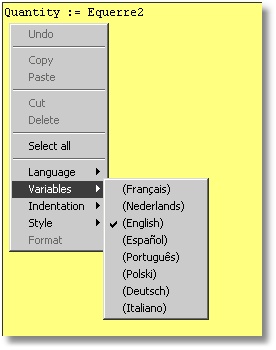 Quantity := Equerre2
Undo
Copy
Paste
Cut
Delete
Select all
Language
Variables
Indentation
Style
Format
(Français)
(Nederlands)
(English)
(Español)
(Português)
(Polski)
(Deutsch)
(Italiano)